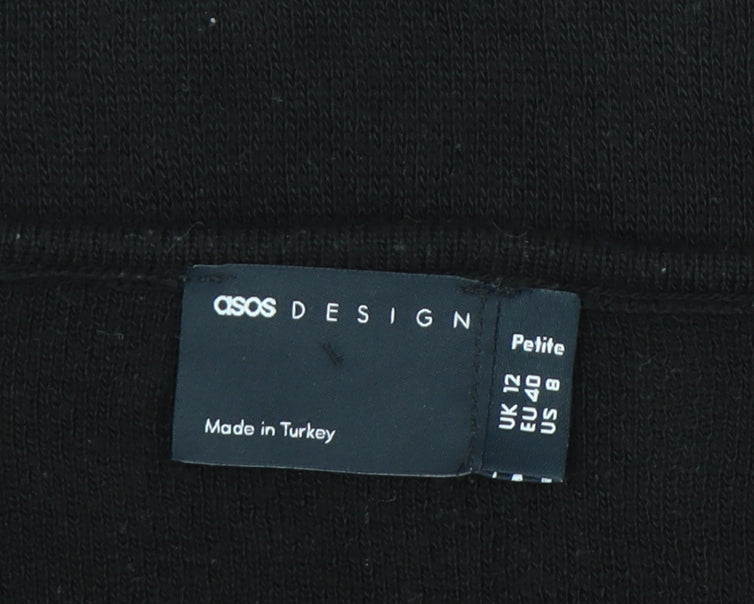 asos DESIGN
Made in Turkey
Petite
UK 12
EU 40
US 8